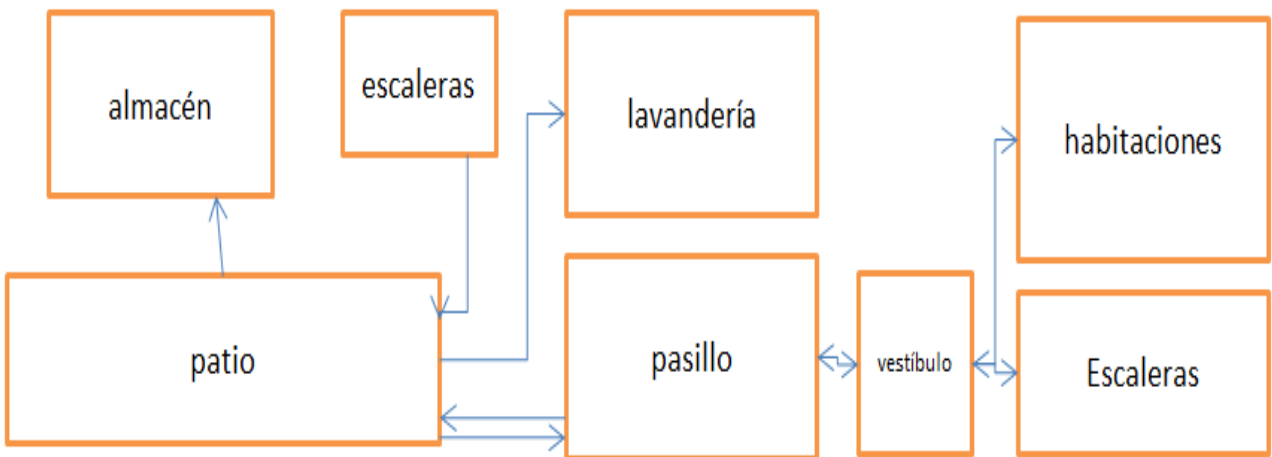 almacén
escaleras
lavandería
habitaciones
patio
pasillo
vestíbulo
Escaleras